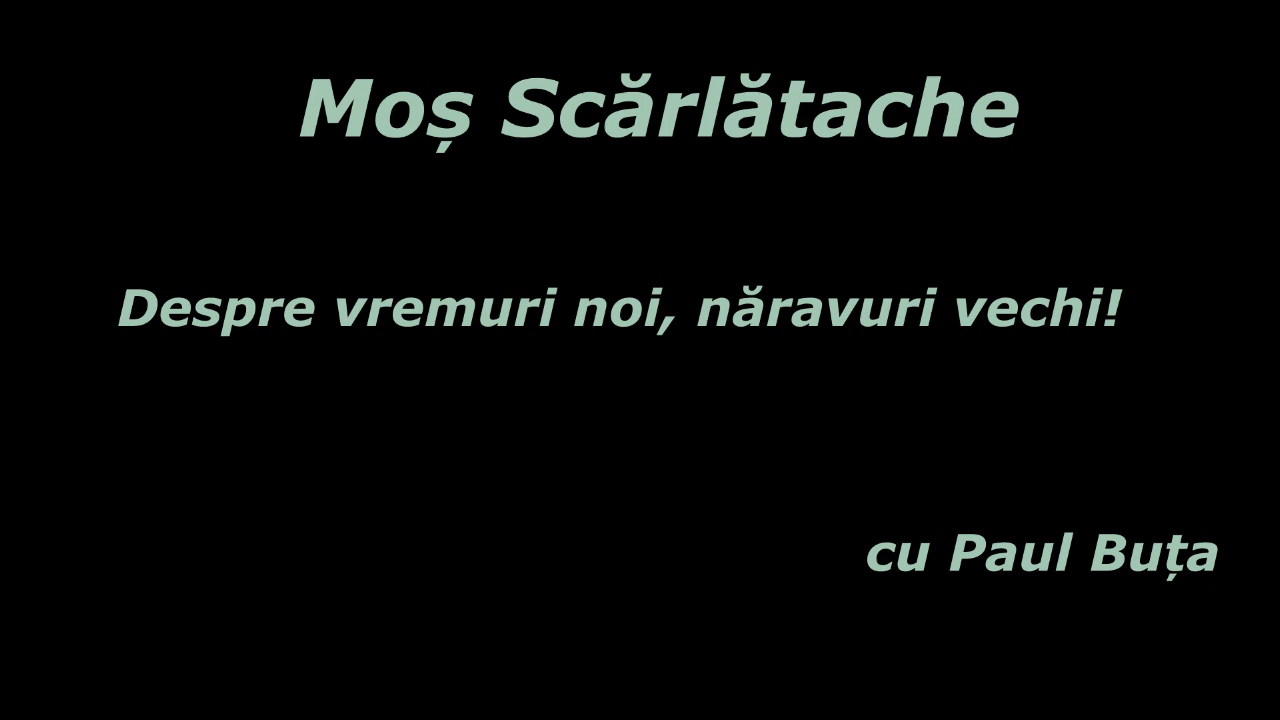 Moș Scărlătache
Despre vremuri noi, năravuri vechi!
cu Paul Buța